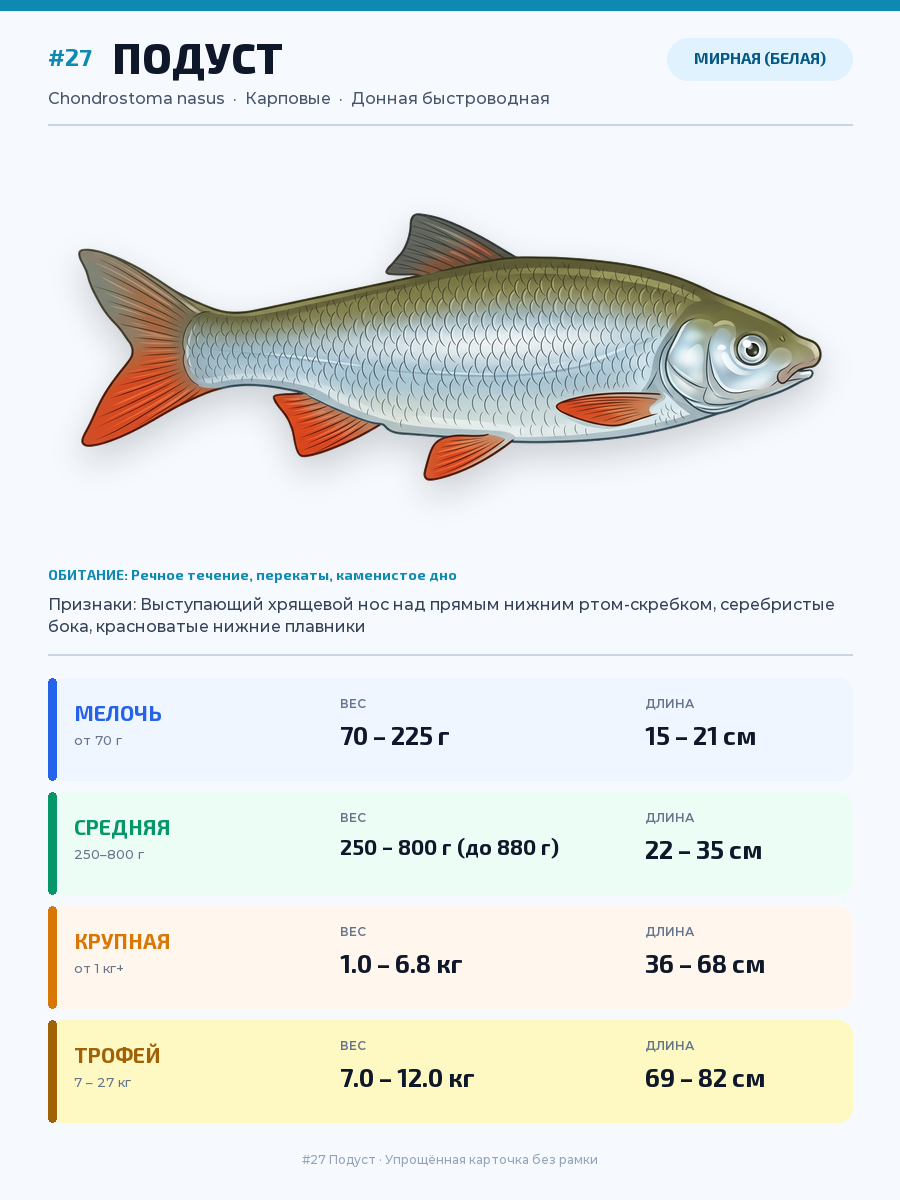 #27 ПОДУСТ
МИРНАЯ (БЕЛАЯ)
Chondrostoma nasus · Карповые · Донная быстроводная
ОБИТАНИЕ: Речное течение, перекаты, каменистое дно
Признаки: Выступающий хрящевой нос над прямым нижним ртом-скребком, серебристые
бока, красноватые нижние плавники
МЕЛОЧЬ
от 70 г
ВЕС
70 – 225 г
ДЛИНА
15 – 21 см
СРЕДНЯЯ
250–800 г
ВЕС
250 – 800 г (до 880 г)
ДЛИНА
22 – 35 см
КРУПНАЯ
от 1 кг+
ВЕС
1.0 – 6.8 кг
ДЛИНА
36 – 68 см
ТРОФЕЙ
7 – 27 кг
ВЕС
7.0 – 12.0 кг
ДЛИНА
69 – 82 см
#27 Подуст · Упрощённая карточка без рамки